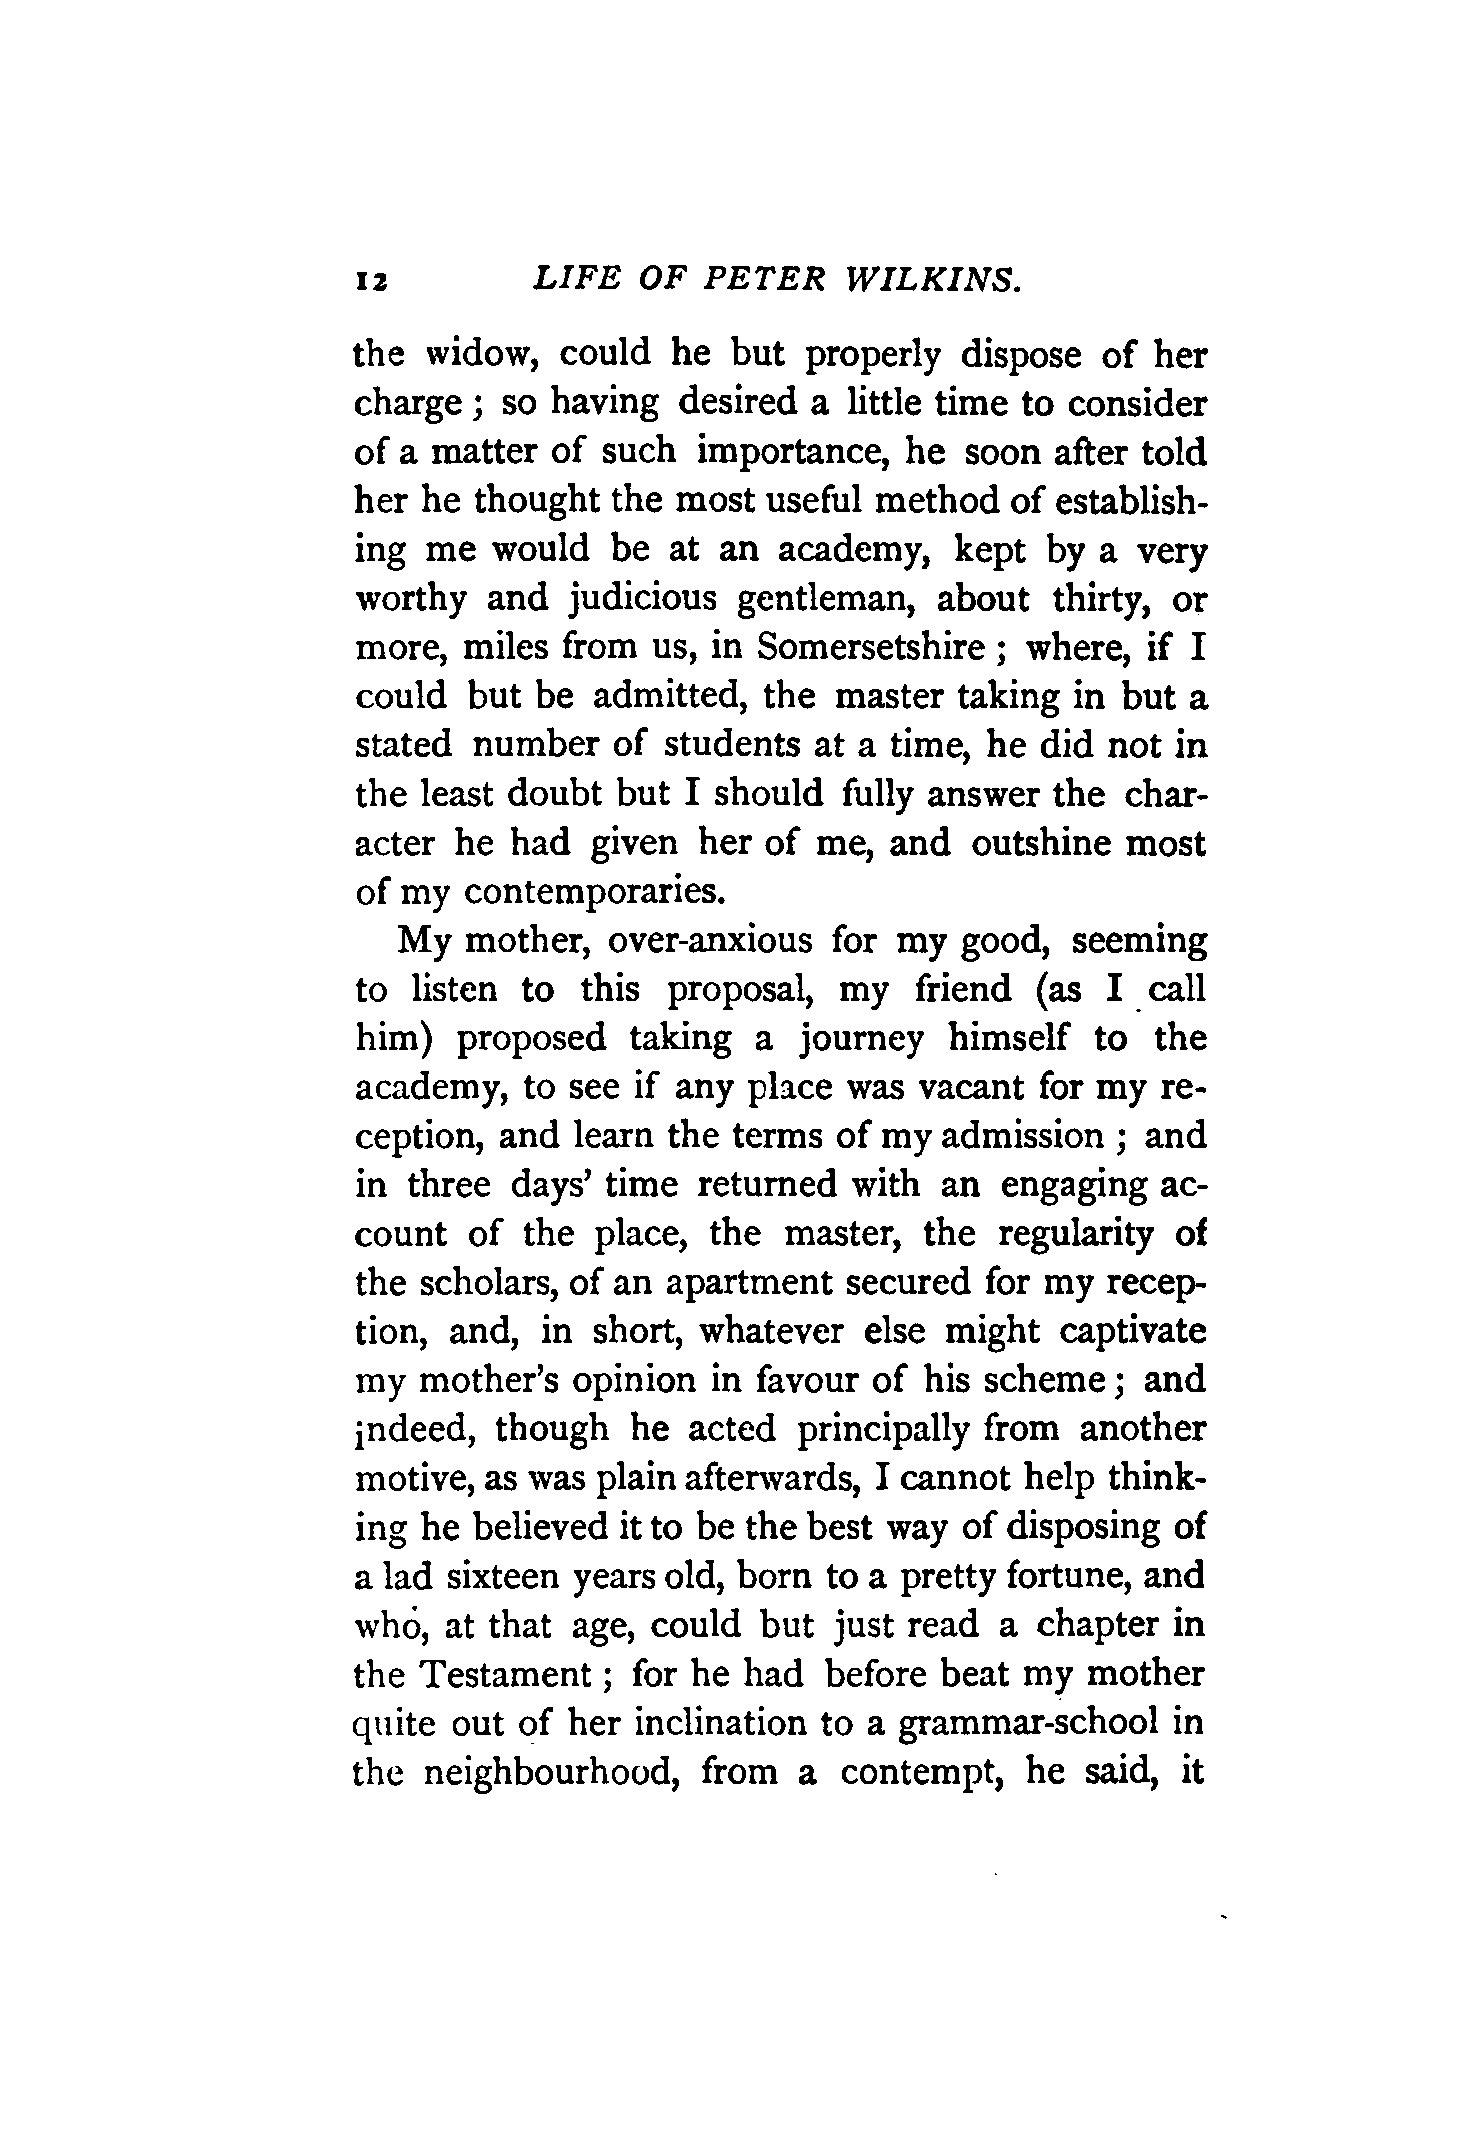 12 LIFE OF PETER WILKINS.
the widow, could he but properly dispose of her
charge ; so having desired a little time to consider
of a matter of such importance, he soon after told
her he thought the most useful method of establish-
ing me would be at an academy, kept by a very
worthy and judicious gentleman, about thirty, or
more, miles from us, in Somersetshire ; where, if I
could but be admitted, the master taking in but a
stated number of students at a time, he did not in
the least doubt but I should fully answer the char-
acter he had given her of me, and outshine most
of my contemporaries.
My mother, over-anxious for my good, seeming
to listen to this proposal, my friend (as I call
him) proposed taking a journey himself to the
academy, to see if any place was vacant for my re-
ception, and learn the terms of my admission ; and
in three days' time returned with an engaging ac-
count of the place, the master, the regularity of
the scholars, of an apartment secured for my recep-
tion, and, in short, whatever else might captivate
my mother's opinion in favour of his scheme ; and
indeed, though he acted principally from another
motive, as was plain afterwards, I cannot help think-
ing he believed it to be the best way of disposing of
a lad sixteen years old, born to a pretty fortune, and
who, at that age, could but just read a chapter in
the Testament ; for he had before beat my mother
quite out of her inclination to a grammar-school in
the neighbourhood, from a contempt, he said, it